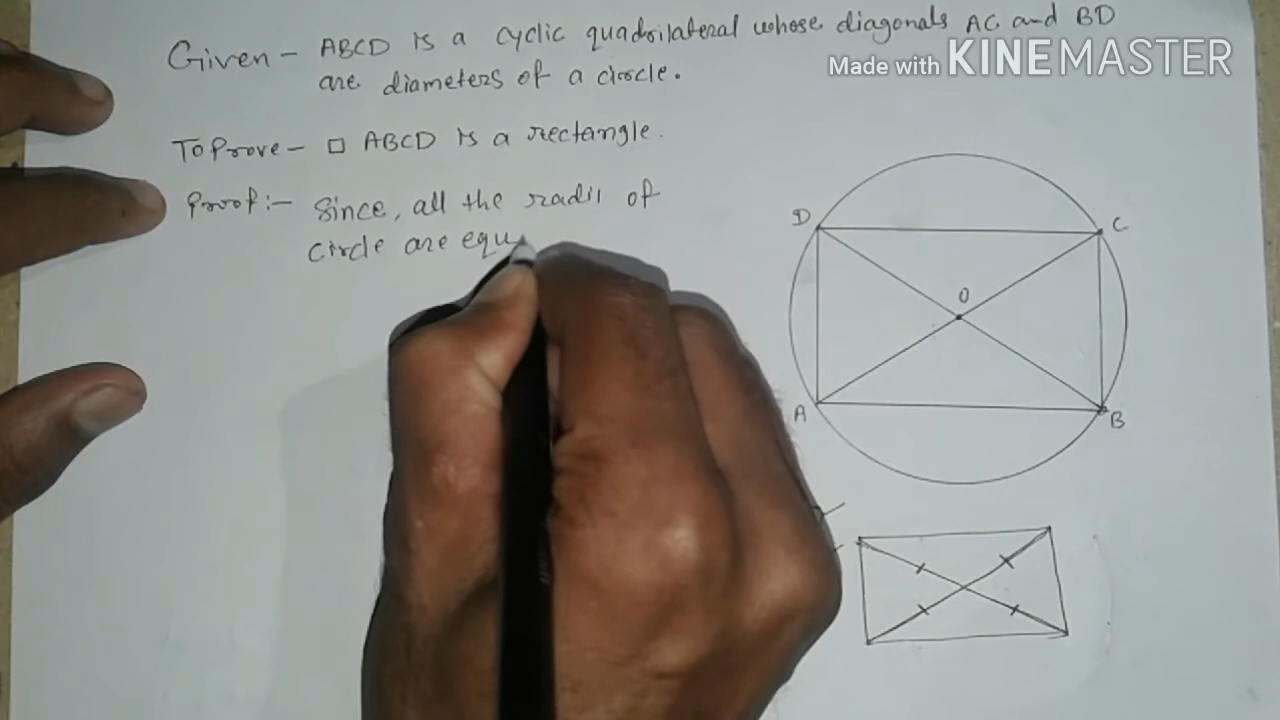 Given - ABCD is a cyclic quadrilateral whose diagonals AC and BD
are diameters of a circle.
Made with KINEMASTER
To Prove - □ ABCD is a rectangle.
Proof :- Since, all the radii of
circle are equ
D
C
O
A
B